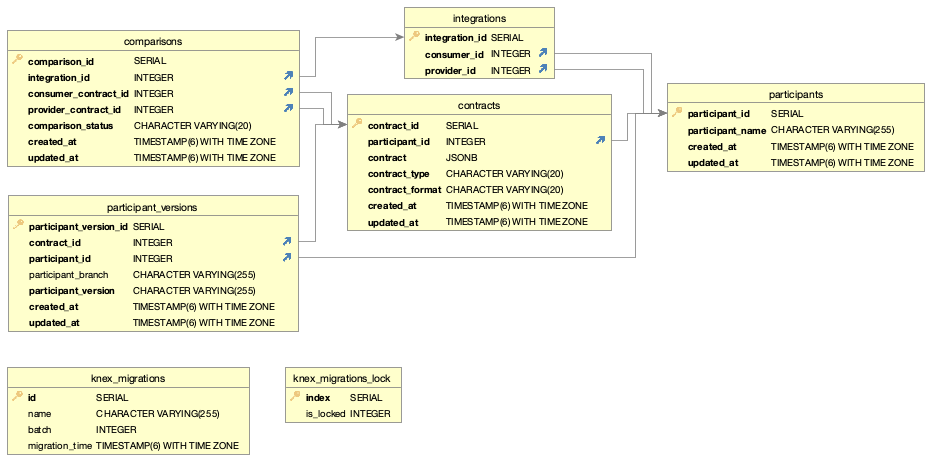 comparisons
comparison_id SERIAL
integration_id INTEGER
consumer_contract_id INTEGER
provider_contract_id INTEGER
comparison_status CHARACTER VARYING(20)
created_at TIMESTAMP(6) WITH TIME ZONE
updated_at TIMESTAMP(6) WITH TIME ZONE
integrations
integration_id SERIAL
consumer_id INTEGER
provider_id INTEGER
contracts
contract_id SERIAL
participant_id INTEGER
contract JSONB
contract_type CHARACTER VARYING(20)
contract_format CHARACTER VARYING(20)
created_at TIMESTAMP(6) WITH TIME ZONE
updated_at TIMESTAMP(6) WITH TIME ZONE
participants
participant_id SERIAL
participant_name CHARACTER VARYING(255)
created_at TIMESTAMP(6) WITH TIME ZONE
updated_at TIMESTAMP(6) WITH TIME ZONE
participant_versions
participant_version_id SERIAL
contract_id INTEGER
participant_id INTEGER
participant_branch CHARACTER VARYING(255)
participant_version CHARACTER VARYING(255)
created_at TIMESTAMP(6) WITH TIME ZONE
updated_at TIMESTAMP(6) WITH TIME ZONE
knex_migrations
id SERIAL
name CHARACTER VARYING(255)
batch INTEGER
migration_time TIMESTAMP(6) WITH TIME ZONE
knex_migrations_lock
index SERIAL
is_locked INTEGER